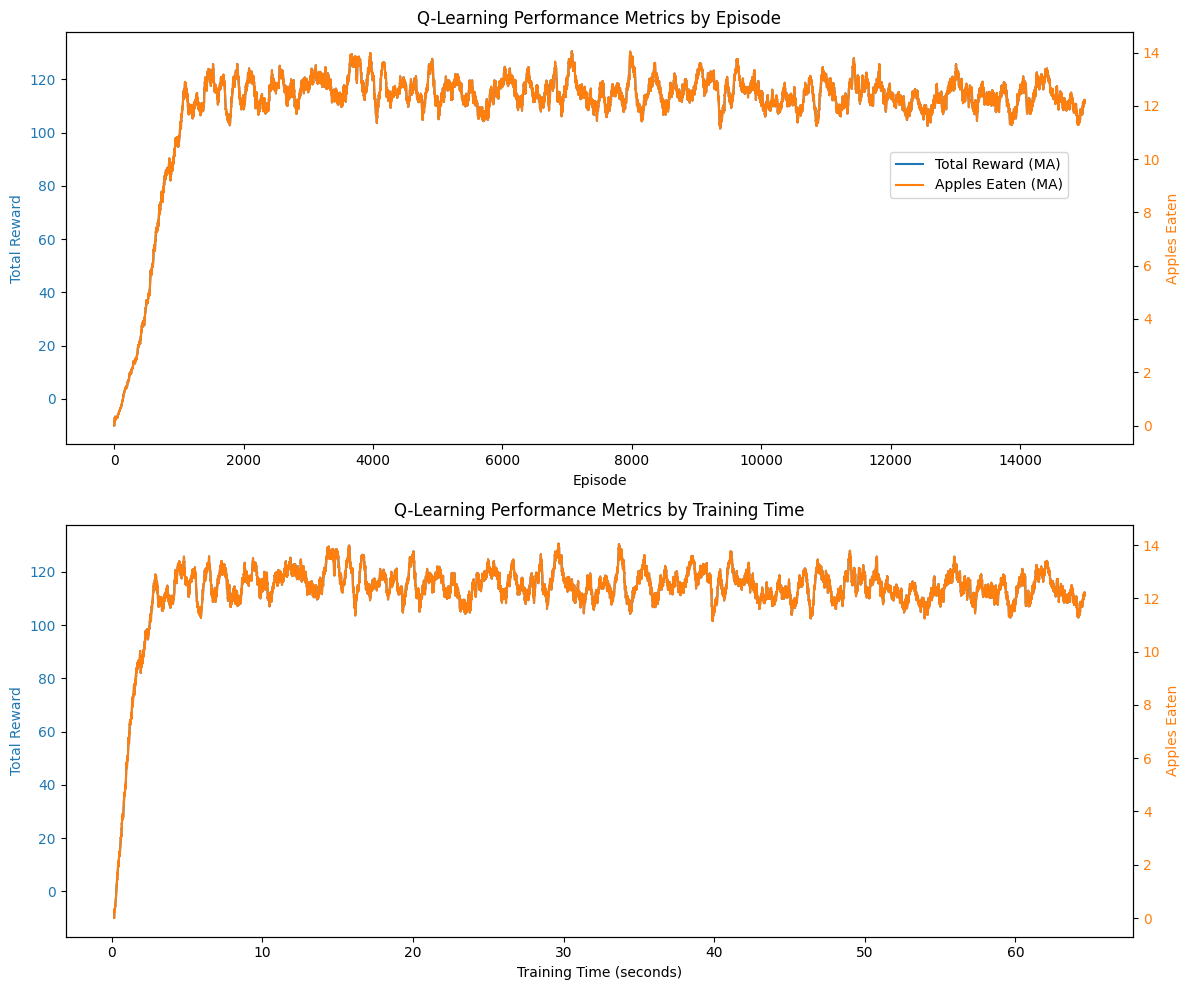 Q-Learning Performance Metrics by Episode
Total Reward
120
100
80
60
40
20
0
14
12
10
8
6
4
2
0
Apples Eaten
Total Reward (MA)
Apples Eaten (MA)
0 2000 4000 6000 8000 10000 12000 14000
Episode
Q-Learning Performance Metrics by Training Time
Total Reward
120
100
80
60
40
20
0
14
12
10
8
6
4
2
0
Apples Eaten
0 10 20 30 40 50 60
Training Time (seconds)